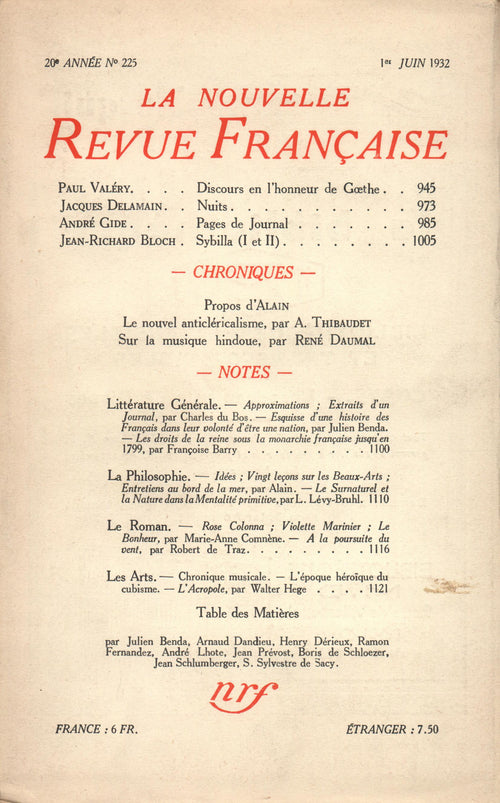 20e ANNÉE No 225 1er JUIN 1932
LA NOUVELLE
REVUE FRANÇAISE
PAUL VALÉRY. . . . Discours en l'honneur de Gœthe. . 945
JACQUES DELAMAIN. . Nuits. . . . . . . . . . . 973
ANDRÉ GIDE. . . . Pages de Journal . . . . . . . 985
JEAN-RICHARD BLOCH . Sybilla (I et II). . . . . . . . 1005
— CHRONIQUES —
Propos d'ALAIN
Le nouvel anticléricalisme, par A. THIBAUDET
Sur la musique hindoue, par RENÉ DAUMAL
— NOTES —
Littérature Générale. — Approximations ; Extraits d'un
Journal, par Charles du Bos. — Esquisse d'une histoire des
Français dans leur volonté d'être une nation, par Julien Benda.
— Les droits de la reine sous la monarchie française jusqu'en
1799, par Françoise Barry . . . . . . . . . . 1100
La Philosophie. — Idées ; Vingt leçons sur les Beaux-Arts ;
Entretiens au bord de la mer, par Alain. — Le Surnaturel et
la Nature dans la Mentalité primitive, par L. Lévy-Bruhl. 1110
Le Roman. — Rose Colonna ; Violette Marinier ; Le
Bonheur, par Marie-Anne Comnène. — A la poursuite du
vent, par Robert de Traz. . . . . . . . . 1116
Les Arts. — Chronique musicale. — L'époque héroïque du
cubisme. — L'Acropole, par Walter Hege . . . . 1121
Table des Matières
par Julien Benda, Arnaud Dandieu, Henry Dérieux, Ramon
Fernandez, André Lhote, Jean Prévost, Boris de Schlœzer,
Jean Schlumberger, S. Sylvestre de Sacy.
nrf
FRANCE : 6 FR. ÉTRANGER : 7.50